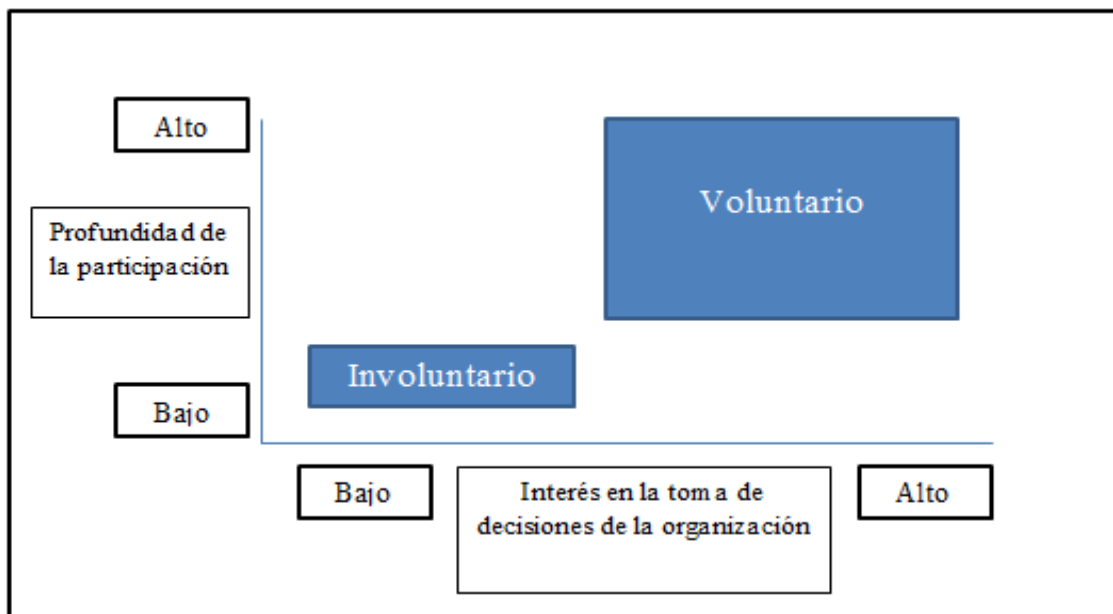 Alto
Voluntario
Profundidad de
la participación
Involuntario
Bajo
Bajo
Interés en la toma de
decisiones de la organización
Alto